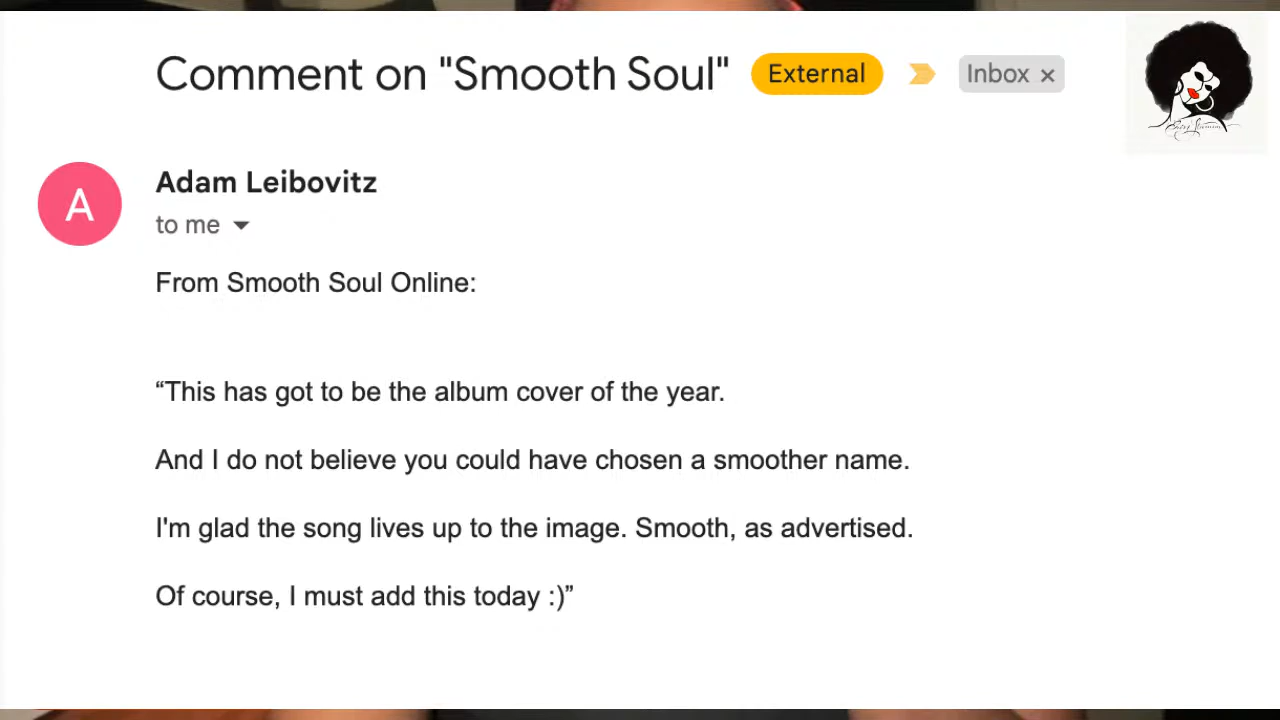 Comment on "Smooth Soul" External Inbox ×
A
Adam Leibovitz
to me
From Smooth Soul Online:
“This has got to be the album cover of the year.
And I do not believe you could have chosen a smoother name.
I'm glad the song lives up to the image. Smooth, as advertised.
Of course, I must add this today :)”